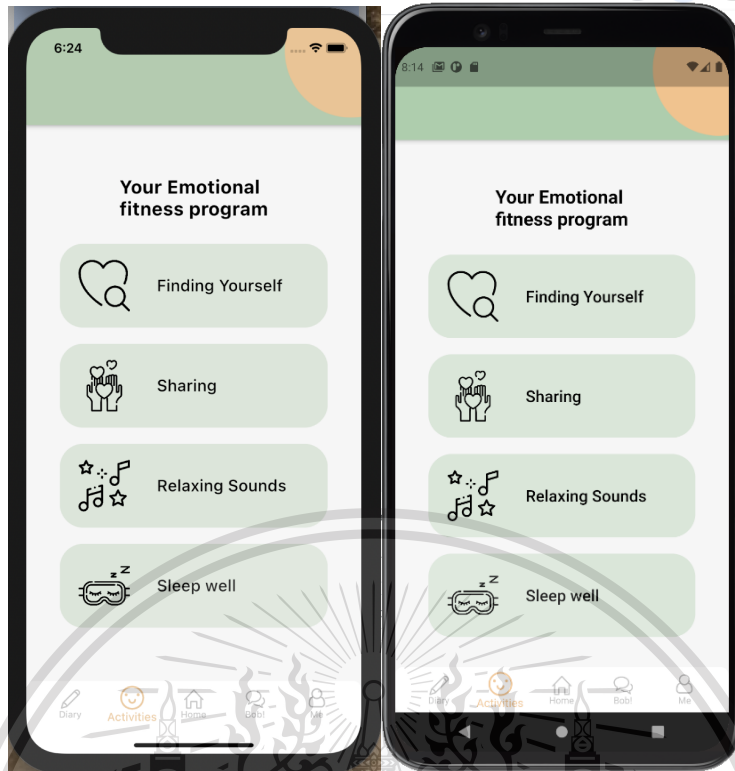 6:24
Your Emotional
fitness program
Finding Yourself
Sharing
Relaxing Sounds
Sleep well
Diary
Activities
Home
Bob!
Me
8:14
Your Emotional
fitness program
Finding Yourself
Sharing
Relaxing Sounds
Sleep well
Diary
Activities
Home
Bob!
Me